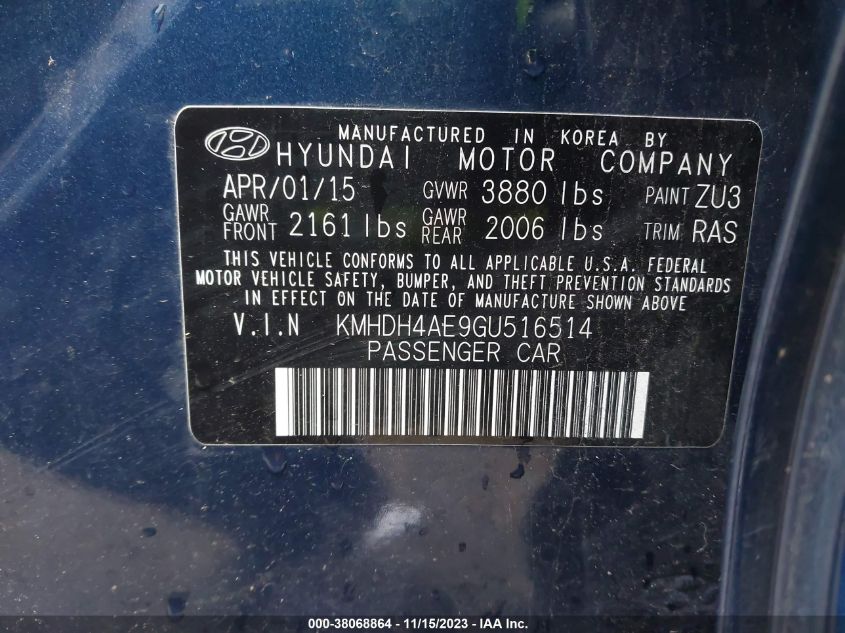 MANUFACTURED IN KOREA BY
HYUNDAI MOTOR COMPANY
APR/01/15 GVWR 3880 lbs PAINT ZU3
GAWR FRONT 2161 lbs GAWR REAR 2006 lbs TRIM RAS
THIS VEHICLE CONFORMS TO ALL APPLICABLE U.S.A. FEDERAL
MOTOR VEHICLE SAFETY, BUMPER, AND THEFT PREVENTION STANDARDS
IN EFFECT ON THE DATE OF MANUFACTURE SHOWN ABOVE
V.I.N KMHDH4AE9GU516514
PASSENGER CAR
000-38068864 - 11/15/2023 - IAA Inc.